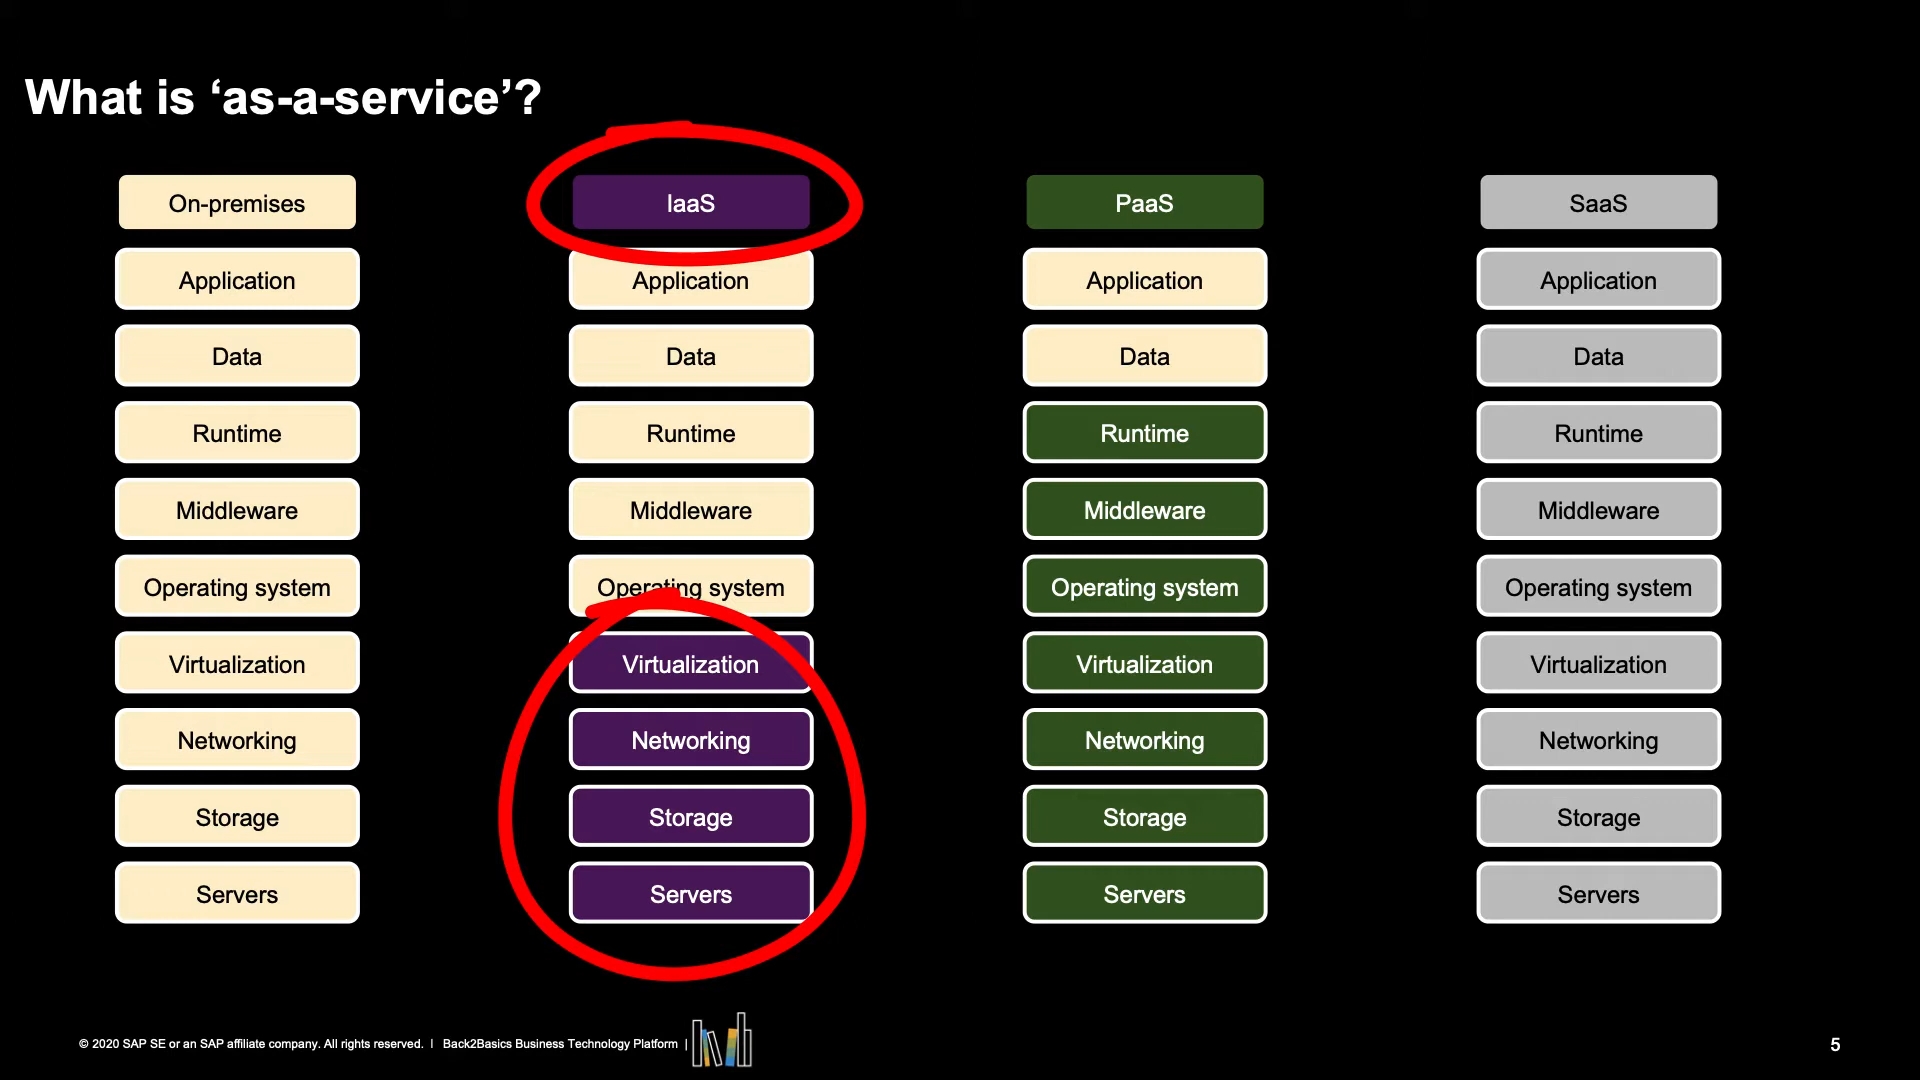 What is ‘as-a-service’?
On-premises
Application
Data
Runtime
Middleware
Operating system
Virtualization
Networking
Storage
Servers
IaaS
Application
Data
Runtime
Middleware
Operating system
Virtualization
Networking
Storage
Servers
PaaS
Application
Data
Runtime
Middleware
Operating system
Virtualization
Networking
Storage
Servers
SaaS
Application
Data
Runtime
Middleware
Operating system
Virtualization
Networking
Storage
Servers
© 2020 SAP SE or an SAP affiliate company. All rights reserved. | Back2Basics Business Technology Platform |
5